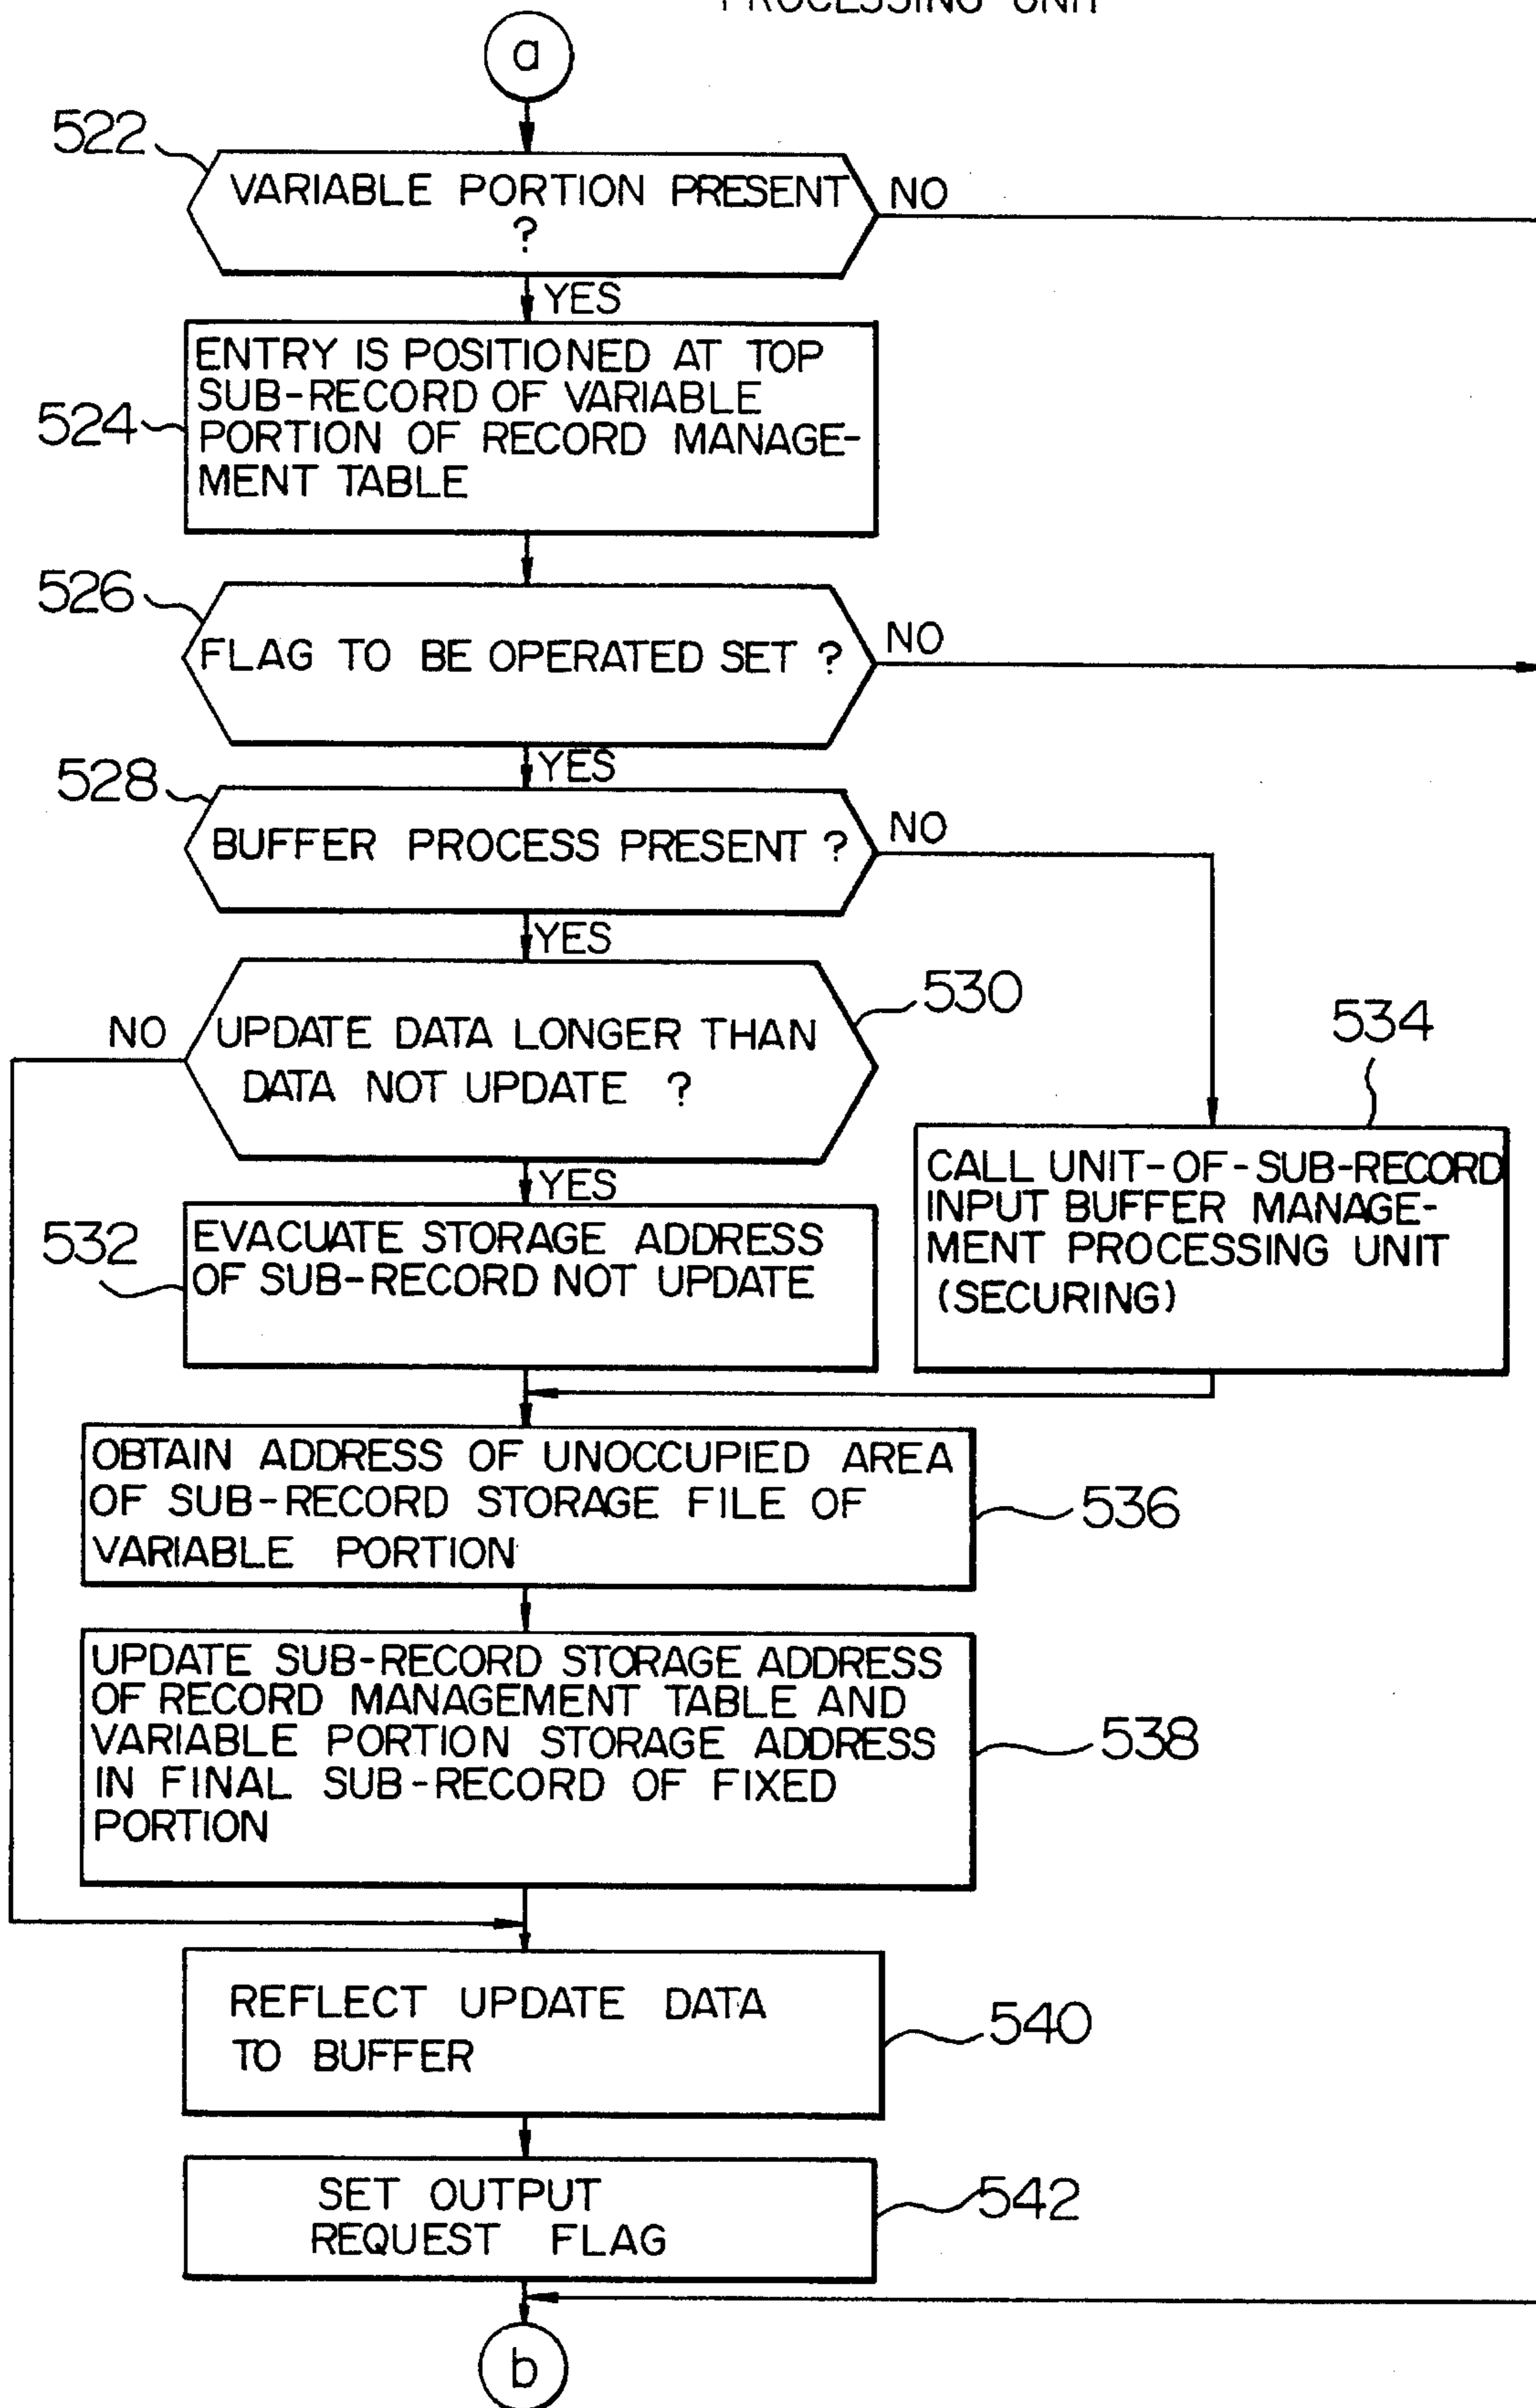 PROCESSING UNIT
a
522
VARIABLE PORTION PRESENT
?
NO
YES
524
ENTRY IS POSITIONED AT TOP
SUB-RECORD OF VARIABLE
PORTION OF RECORD MANAGE-
MENT TABLE
526
FLAG TO BE OPERATED SET ?
NO
YES
528
BUFFER PROCESS PRESENT ?
NO
YES
530
NO
UPDATE DATA LONGER THAN
DATA NOT UPDATE ?
534
YES
CALL UNIT-OF-SUB-RECORD
INPUT BUFFER MANAGE-
MENT PROCESSING UNIT
(SECURING)
532
EVACUATE STORAGE ADDRESS
OF SUB-RECORD NOT UPDATE
OBTAIN ADDRESS OF UNOCCUPIED AREA
OF SUB-RECORD STORAGE FILE OF
VARIABLE PORTION
536
UPDATE SUB-RECORD STORAGE ADDRESS
OF RECORD MANAGEMENT TABLE AND
VARIABLE PORTION STORAGE ADDRESS
IN FINAL SUB-RECORD OF FIXED
PORTION
538
REFLECT UPDATE DATA
TO BUFFER
540
SET OUTPUT
REQUEST FLAG
542
b